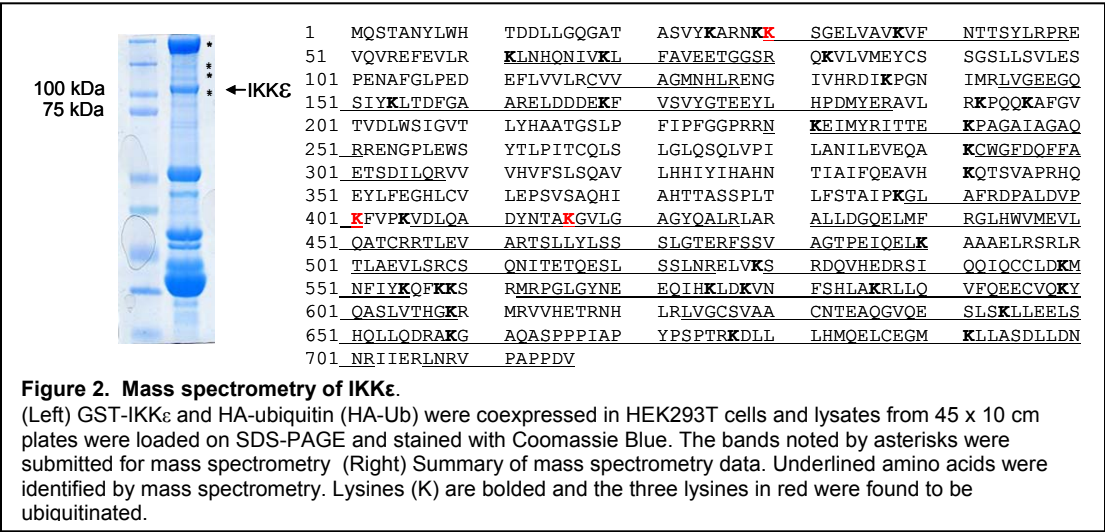 1 MQSTANYLWH TDDLLGQGAT ASVYKARNKK SGELVAVKVF NTTSYLRPRE
51 VQVREFEVLR KLNHQNIVKL FAVEETGGSR QKVLVMEYCS SGSLLSVLES
101 PENAFGLPED EFLVVLRCVV AGMNHLRENG IVHRDIKPGN IMRLVGEEGQ
100 kDa
75 kDa
* * * *
←IKKε
151 SIYKLTDFGA ARELDDDEKF VSVYGTEEYL HPDMYERAVL RKPQQKAFGV
201 TVDLWSIGVT LYHAATGSLP FIPFGGPRRN KEIMYRITTE KPAGAIAGAQ
251 RRENGPLEWS YTLPITCQLS LGLQSQLVPI LANILEVEQA KCWGFDQFFA
301 ETSDILQRVV VHVFSLSQAV LHHIYIHAHN TIAIFQEAVH KQTSVAPRHQ
351 EYLFEGHLCV LEPSVSAQHI AHTTASSPLT LFSTAIPKGL AFRDPALDVP
401 KFVPKVDLQA DYNTAKGVLG AGYQALRLAR ALLDGQELMF RGLHWVMEVL
451 QATCRRTLEV ARTSLLYLSS SLGTERFSSV AGTPEIQELK AAAELRSRLR
501 TLAEVLSRCS QNITETQESL SSLNRELVKS RDQVHEDRSI QQIQCCLDKM
551 NFIYKQFKKS RMRPGLGYNE EQIHKLDKVN FSHLAKRLLQ VFQEECVQKY
601 QASLVTHGKR MRVVHETRNH LRLVGCSVAA CNTEAQGVQE SLSKLLEELS
651 HQLLQDRAKG AQASPPPIAP YPSPTRKDLL LHMQELCEGM KLLASDLLDN
701 NRIIERLNRV PAPPDV
Figure 2. Mass spectrometry of IKKε.
(Left) GST-IKKε and HA-ubiquitin (HA-Ub) were coexpressed in HEK293T cells and lysates from 45 x 10 cm
plates were loaded on SDS-PAGE and stained with Coomassie Blue. The bands noted by asterisks were
submitted for mass spectrometry (Right) Summary of mass spectrometry data. Underlined amino acids were
identified by mass spectrometry. Lysines (K) are bolded and the three lysines in red were found to be
ubiquitinated.